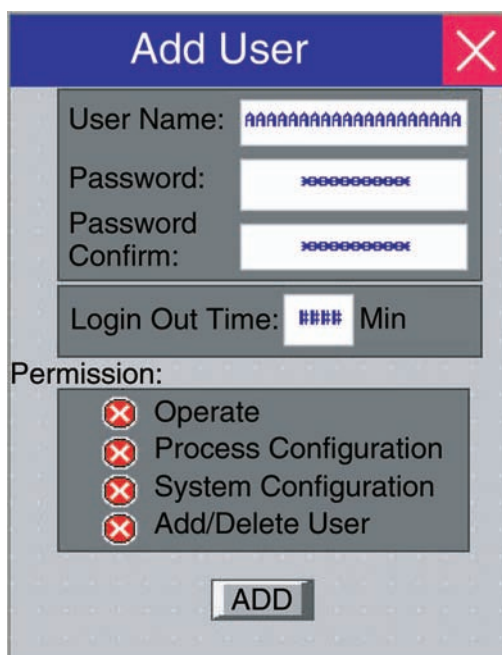 Add User
User Name: AAAAAAAAAAAAAAAAAAAA
Password: **********
Password
Confirm: **********
Login Out Time: #### Min
Permission:
Operate
Process Configuration
System Configuration
Add/Delete User
ADD